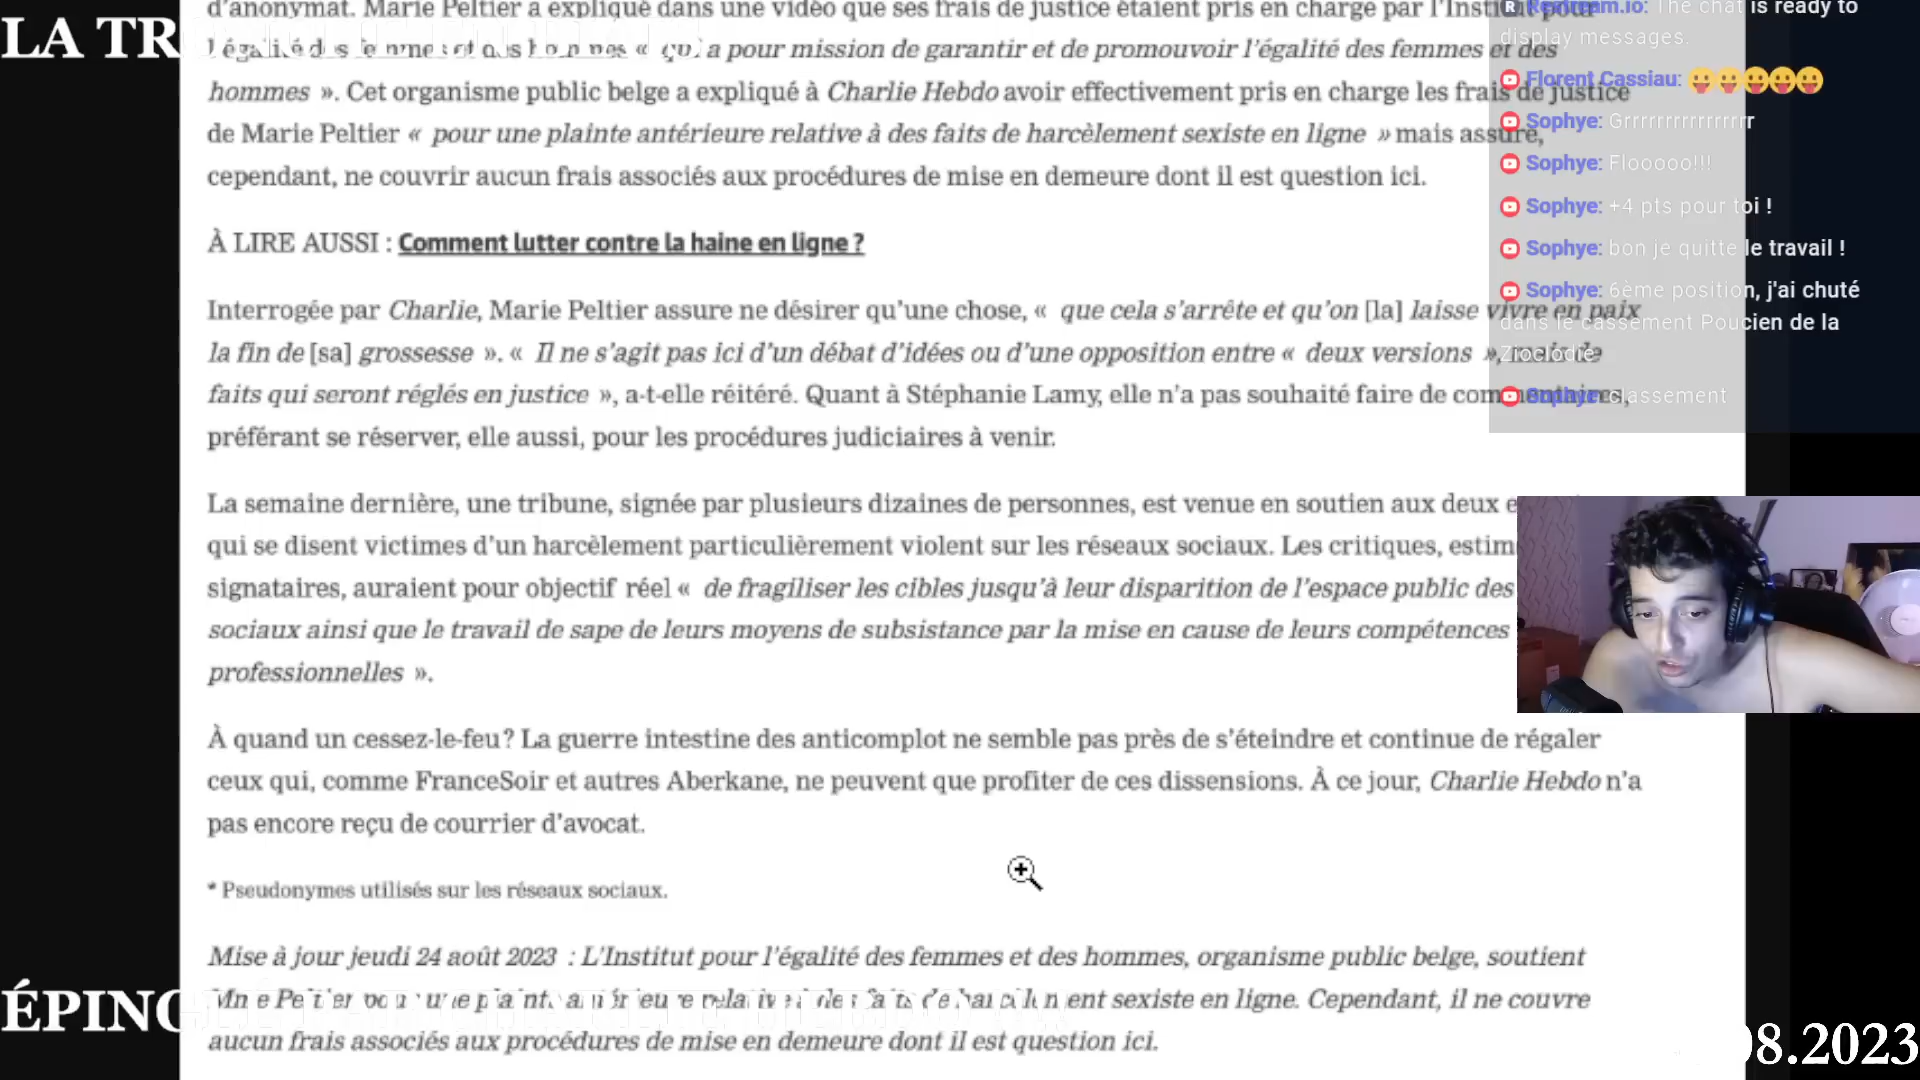 d'anonymat. Marie Peltier a expliqué dans une vidéo que ses frais de justice étaient pris en charge par l'Institut pour
l'égalité des femmes et des hommes « qui a pour mission de garantir et de promouvoir l'égalité des femmes et des
hommes ». Cet organisme public belge a expliqué à Charlie Hebdo avoir effectivement pris en charge les frais de justice
de Marie Peltier « pour une plainte antérieure relative à des faits de harcèlement sexiste en ligne » mais assure,
cependant, ne couvrir aucun frais associés aux procédures de mise en demeure dont il est question ici.
À LIRE AUSSI : Comment lutter contre la haine en ligne ?
Interrogée par Charlie, Marie Peltier assure ne désirer qu'une chose, « que cela s'arrête et qu'on [la] laisse vivre en paix
la fin de [sa] grossesse ». « Il ne s'agit pas ici d'un débat d'idées ou d'une opposition entre « deux versions », mais de
faits qui seront réglés en justice », a-t-elle réitéré. Quant à Stéphanie Lamy, elle n'a pas souhaité faire de commentaires,
préférant se réserver, elle aussi, pour les procédures judiciaires à venir.
La semaine dernière, une tribune, signée par plusieurs dizaines de personnes, est venue en soutien aux deux
qui se disent victimes d'un harcèlement particulièrement violent sur les réseaux sociaux. Les critiques, estim
signataires, auraient pour objectif réel « de fragiliser les cibles jusqu'à leur disparition de l'espace public des
sociaux ainsi que le travail de sape de leurs moyens de subsistance par la mise en cause de leurs compétences
professionnelles ».
À quand un cessez-le-feu? La guerre intestine des anticomplot ne semble pas près de s'éteindre et continue de régaler
ceux qui, comme FranceSoir et autres Aberkane, ne peuvent que profiter de ces dissensions. À ce jour, Charlie Hebdo n'a
pas encore reçu de courrier d'avocat.
* Pseudonymes utilisés sur les réseaux sociaux.
Mise à jour jeudi 24 août 2023 : L'Institut pour l'égalité des femmes et des hommes, organisme public belge, soutient
Mme Peltier pour une plainte antérieure relative à des faits de harcèlement sexiste en ligne. Cependant, il ne couvre
aucun frais associés aux procédures de mise en demeure dont il est question ici.
Restream.io: The chat is ready to
display messages.
Florent Cassiau: 😛😛😛😛😛
Sophye: Grrrrrrrrrrrrrrrr
Sophye: Flooooo!!!
Sophye: +4 pts pour toi !
Sophye: bon je quitte le travail !
Sophye: 6ème position, j'ai chuté
dans le cassement Poucien de la
Zioclodie
Sophye: classement
LA TR
ÉPING
08.2023